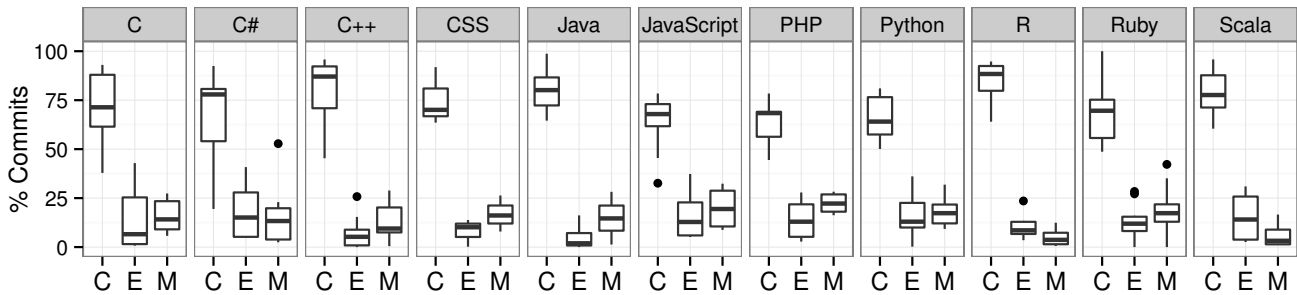 C C# C++ CSS Java JavaScript PHP Python R Ruby Scala
% Commits
100
75
50
25
0
C E M C E M C E M C E M C E M C E M C E M C E M C E M C E M C E M